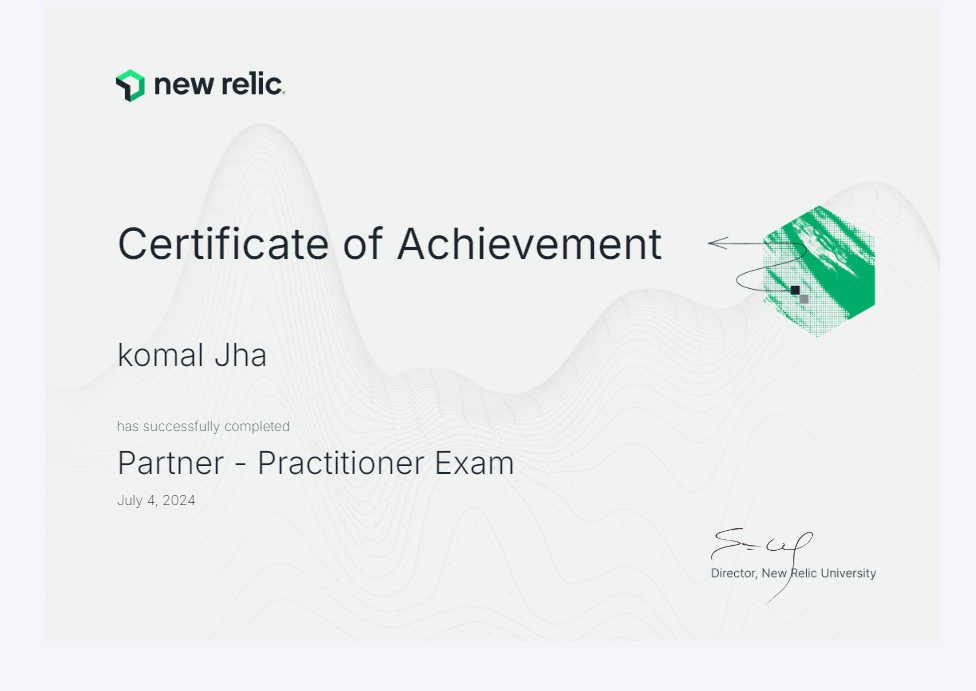 new relic
Certificate of Achievement
komal Jha
has successfully completed
Partner - Practitioner Exam
July 4, 2024
Director, New Relic University